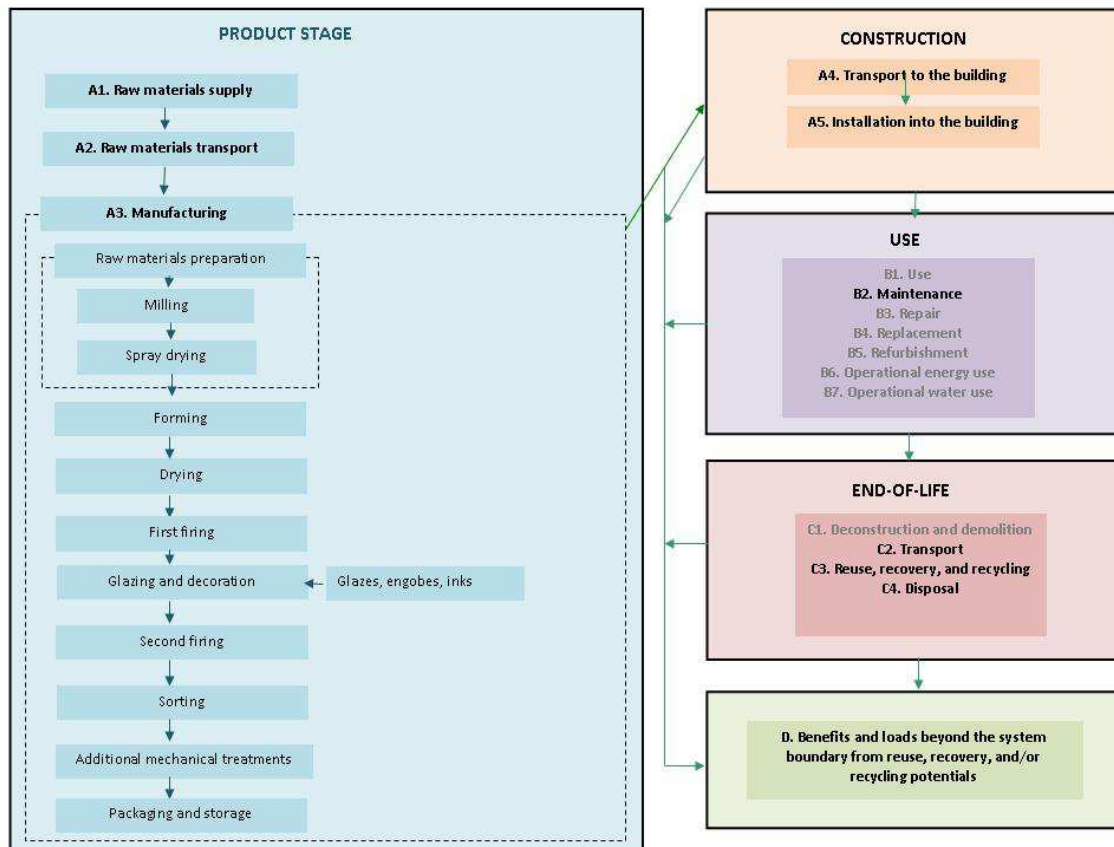 PRODUCT STAGE
A1. Raw materials supply
A2. Raw materials transport
A3. Manufacturing
Raw materials preparation
Milling
Spray drying
Forming
Drying
First firing
Glazing and decoration
Glazes, engobes, inks
Second firing
Sorting
Additional mechanical treatments
Packaging and storage
CONSTRUCTION
A4. Transport to the building
A5. Installation into the building
USE
B1. Use
B2. Maintenance
B3. Repair
B4. Replacement
B5. Refurbishment
B6. Operational energy use
B7. Operational water use
END-OF-LIFE
C1. Deconstruction and demolition
C2. Transport
C3. Reuse, recovery, and recycling
C4. Disposal
D. Benefits and loads beyond the system
boundary from reuse, recovery, and/or
recycling potentials